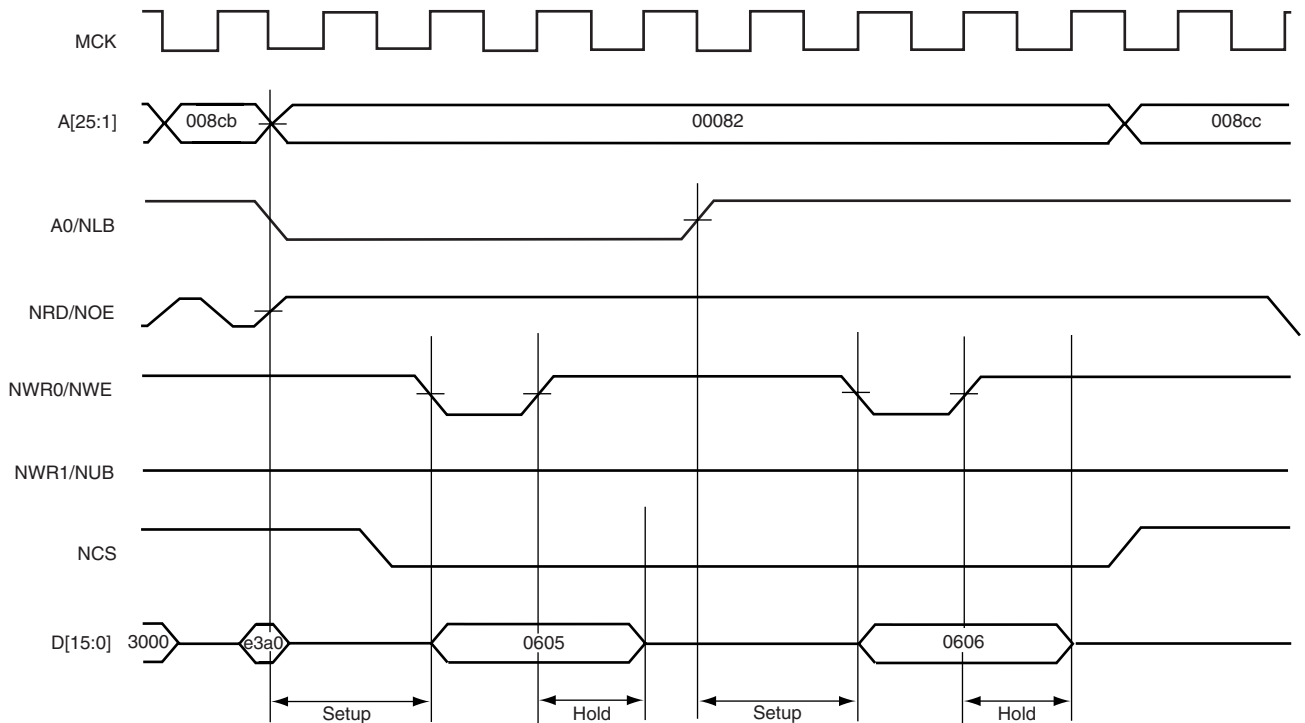 MCK
A[25:1] 008cb 00082 008cc
A0/NLB
NRD/NOE
NWR0/NWE
NWR1/NUB
NCS
D[15:0] 3000 e3a0 0605 0606
Setup Hold Setup Hold